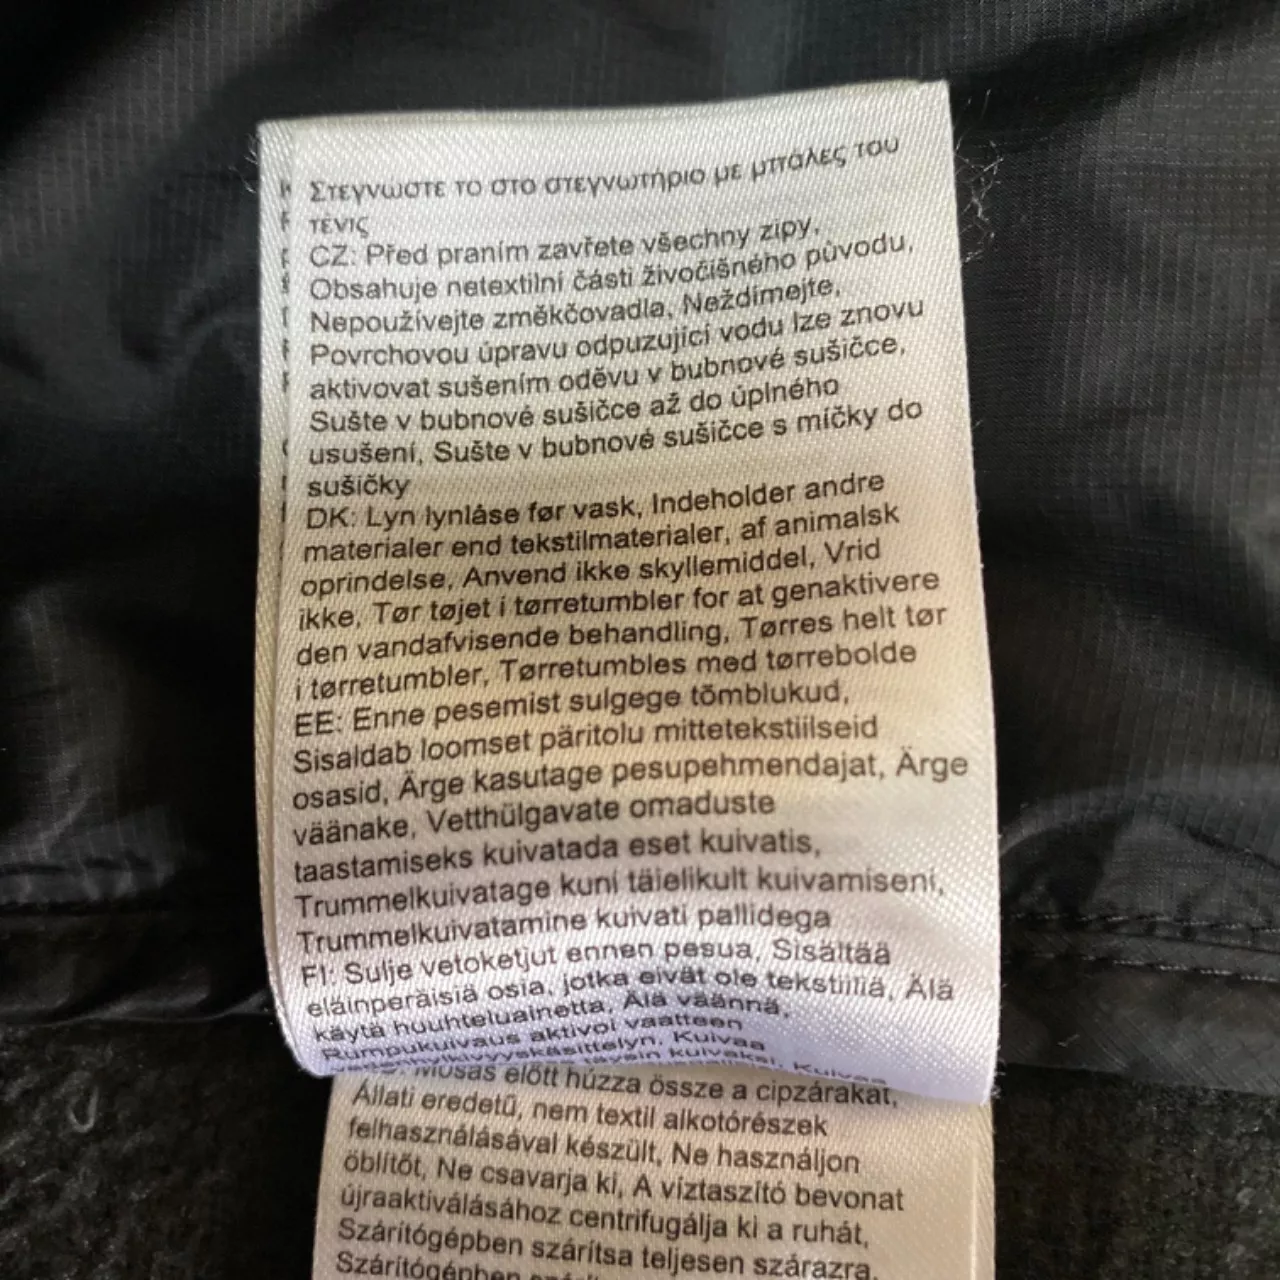 Στεγνώστε το στο στεγνωτήριο με μπάλες του
τένις
CZ: Před praním zavřete všechny zipy,
Obsahuje netextilní části živočišného původu,
Nepoužívejte změkčovadla, Neždímejte,
Povrchovou úpravu odpuzující vodu lze znovu
aktivovat sušením oděvu v bubnové sušičce,
Sušte v bubnové sušičce až do úplného
usušení, Sušte v bubnové sušičce s míčky do
sušičky
DK: Lyn lynlåse før vask, Indeholder andre
materialer end tekstilmaterialer, af animalsk
oprindelse, Anvend ikke skyllemiddel, Vrid
ikke, Tør tøjet i tørretumbler for at genaktivere
den vandafvisende behandling, Tørres helt tør
i tørretumbler, Tørretumbles med tørrebolde
EE: Enne pesemist sulgege tõmblukud,
Sisaldab loomset päritolu mittetekstiilseid
osasid, Ärge kasutage pesupehmendajat, Ärge
väänake, Vetthülgavate omaduste
taastamiseks kuivatada eset kuivatis,
Trummelkuivatage kuni täielikult kuivamiseni,
Trummelkuivatamine kuivati pallidega
FI: Sulje vetoketjut ennen pesua, Sisältää
eläinperäisiä osia, jotka eivät ole tekstiiliä, Älä
käytä huuhteluainetta, Älä väännä,
Rumpukuivaus aktivoi vaatteen
Kuivaa
täysin kuivaksi, Kuivaa
Mosás előtt húzza össze a cipzárakat,
Állati eredetű, nem textil alkotórészek
felhasználásával készült, Ne használjon
öblítőt, Ne csavarja ki, A víztaszító bevonat
újraaktiválásához centrifugálja ki a ruhát,
Szárítógépben szárítsa teljesen szárazra,
Szárítógépben